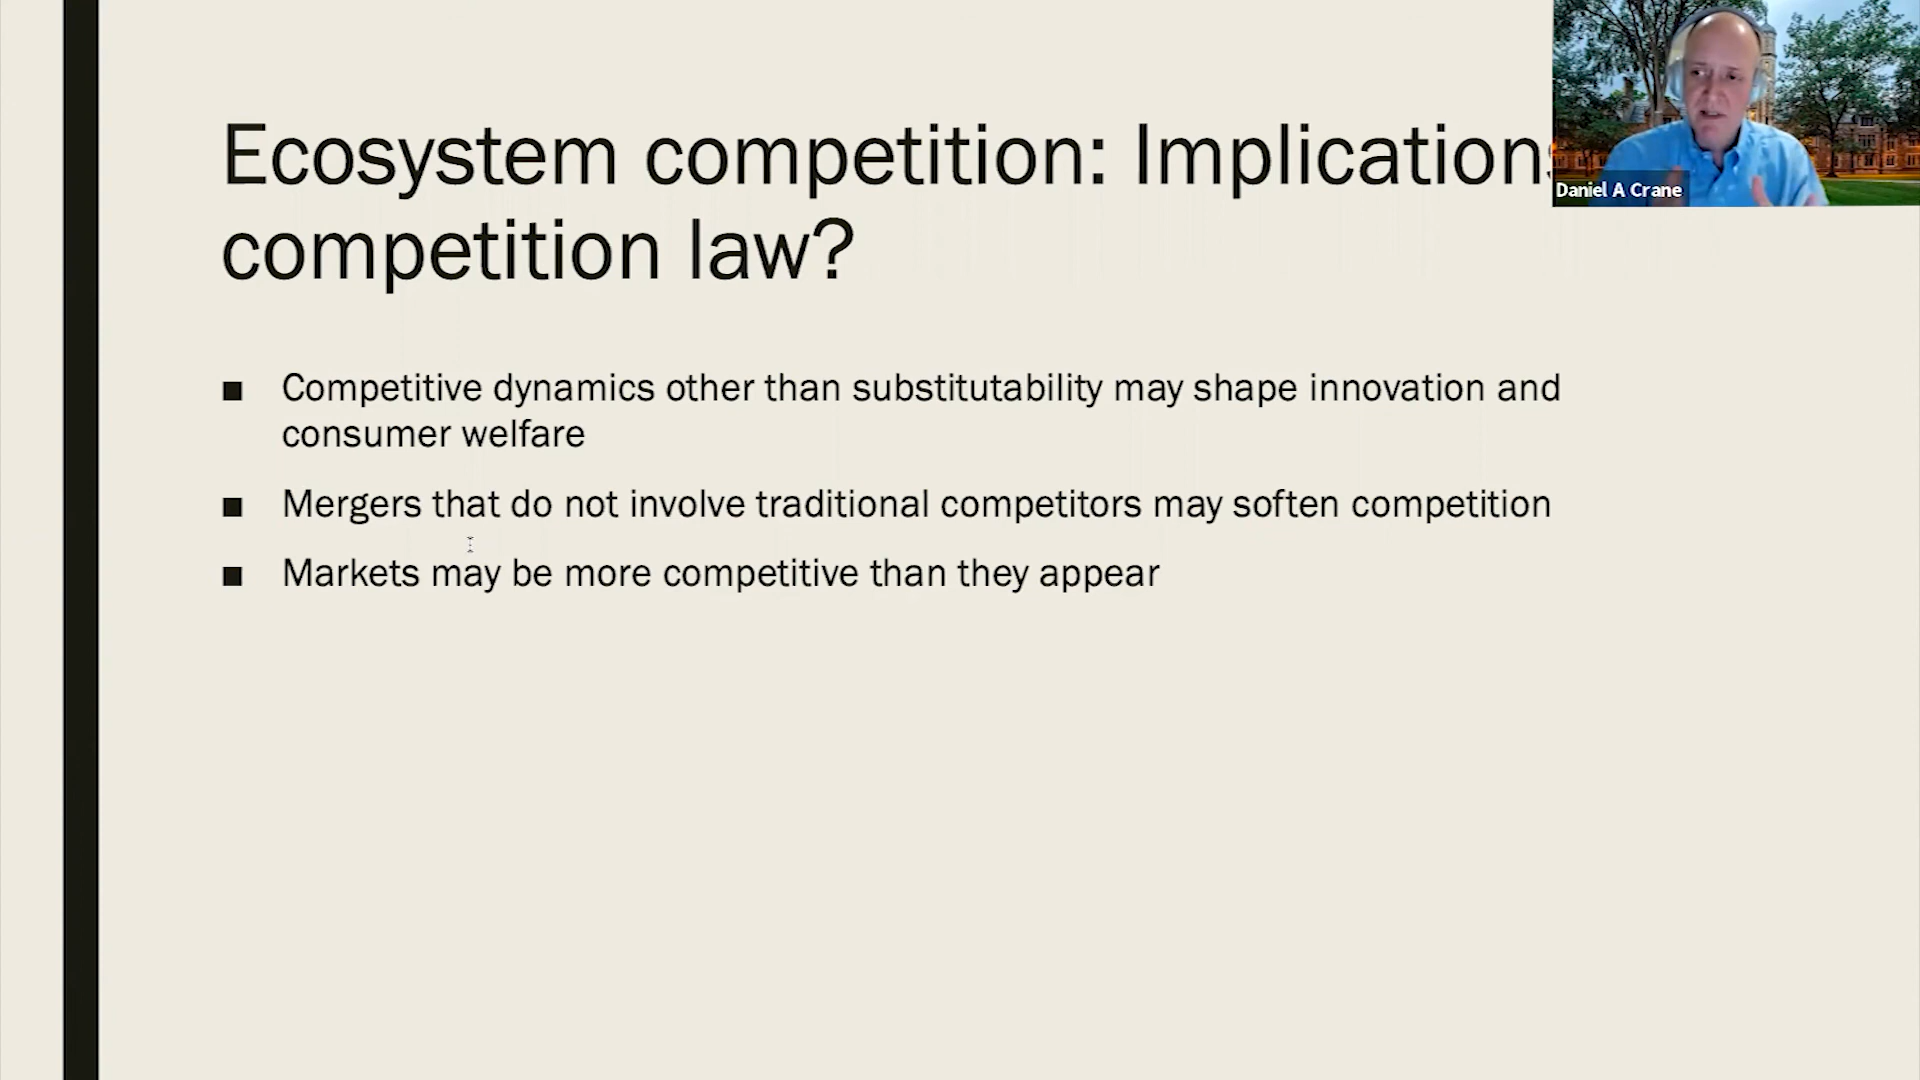 Ecosystem competition: Implications
competition law?
■ Competitive dynamics other than substitutability may shape innovation and
consumer welfare
■ Mergers that do not involve traditional competitors may soften competition
■ Markets may be more competitive than they appear
Daniel A Crane